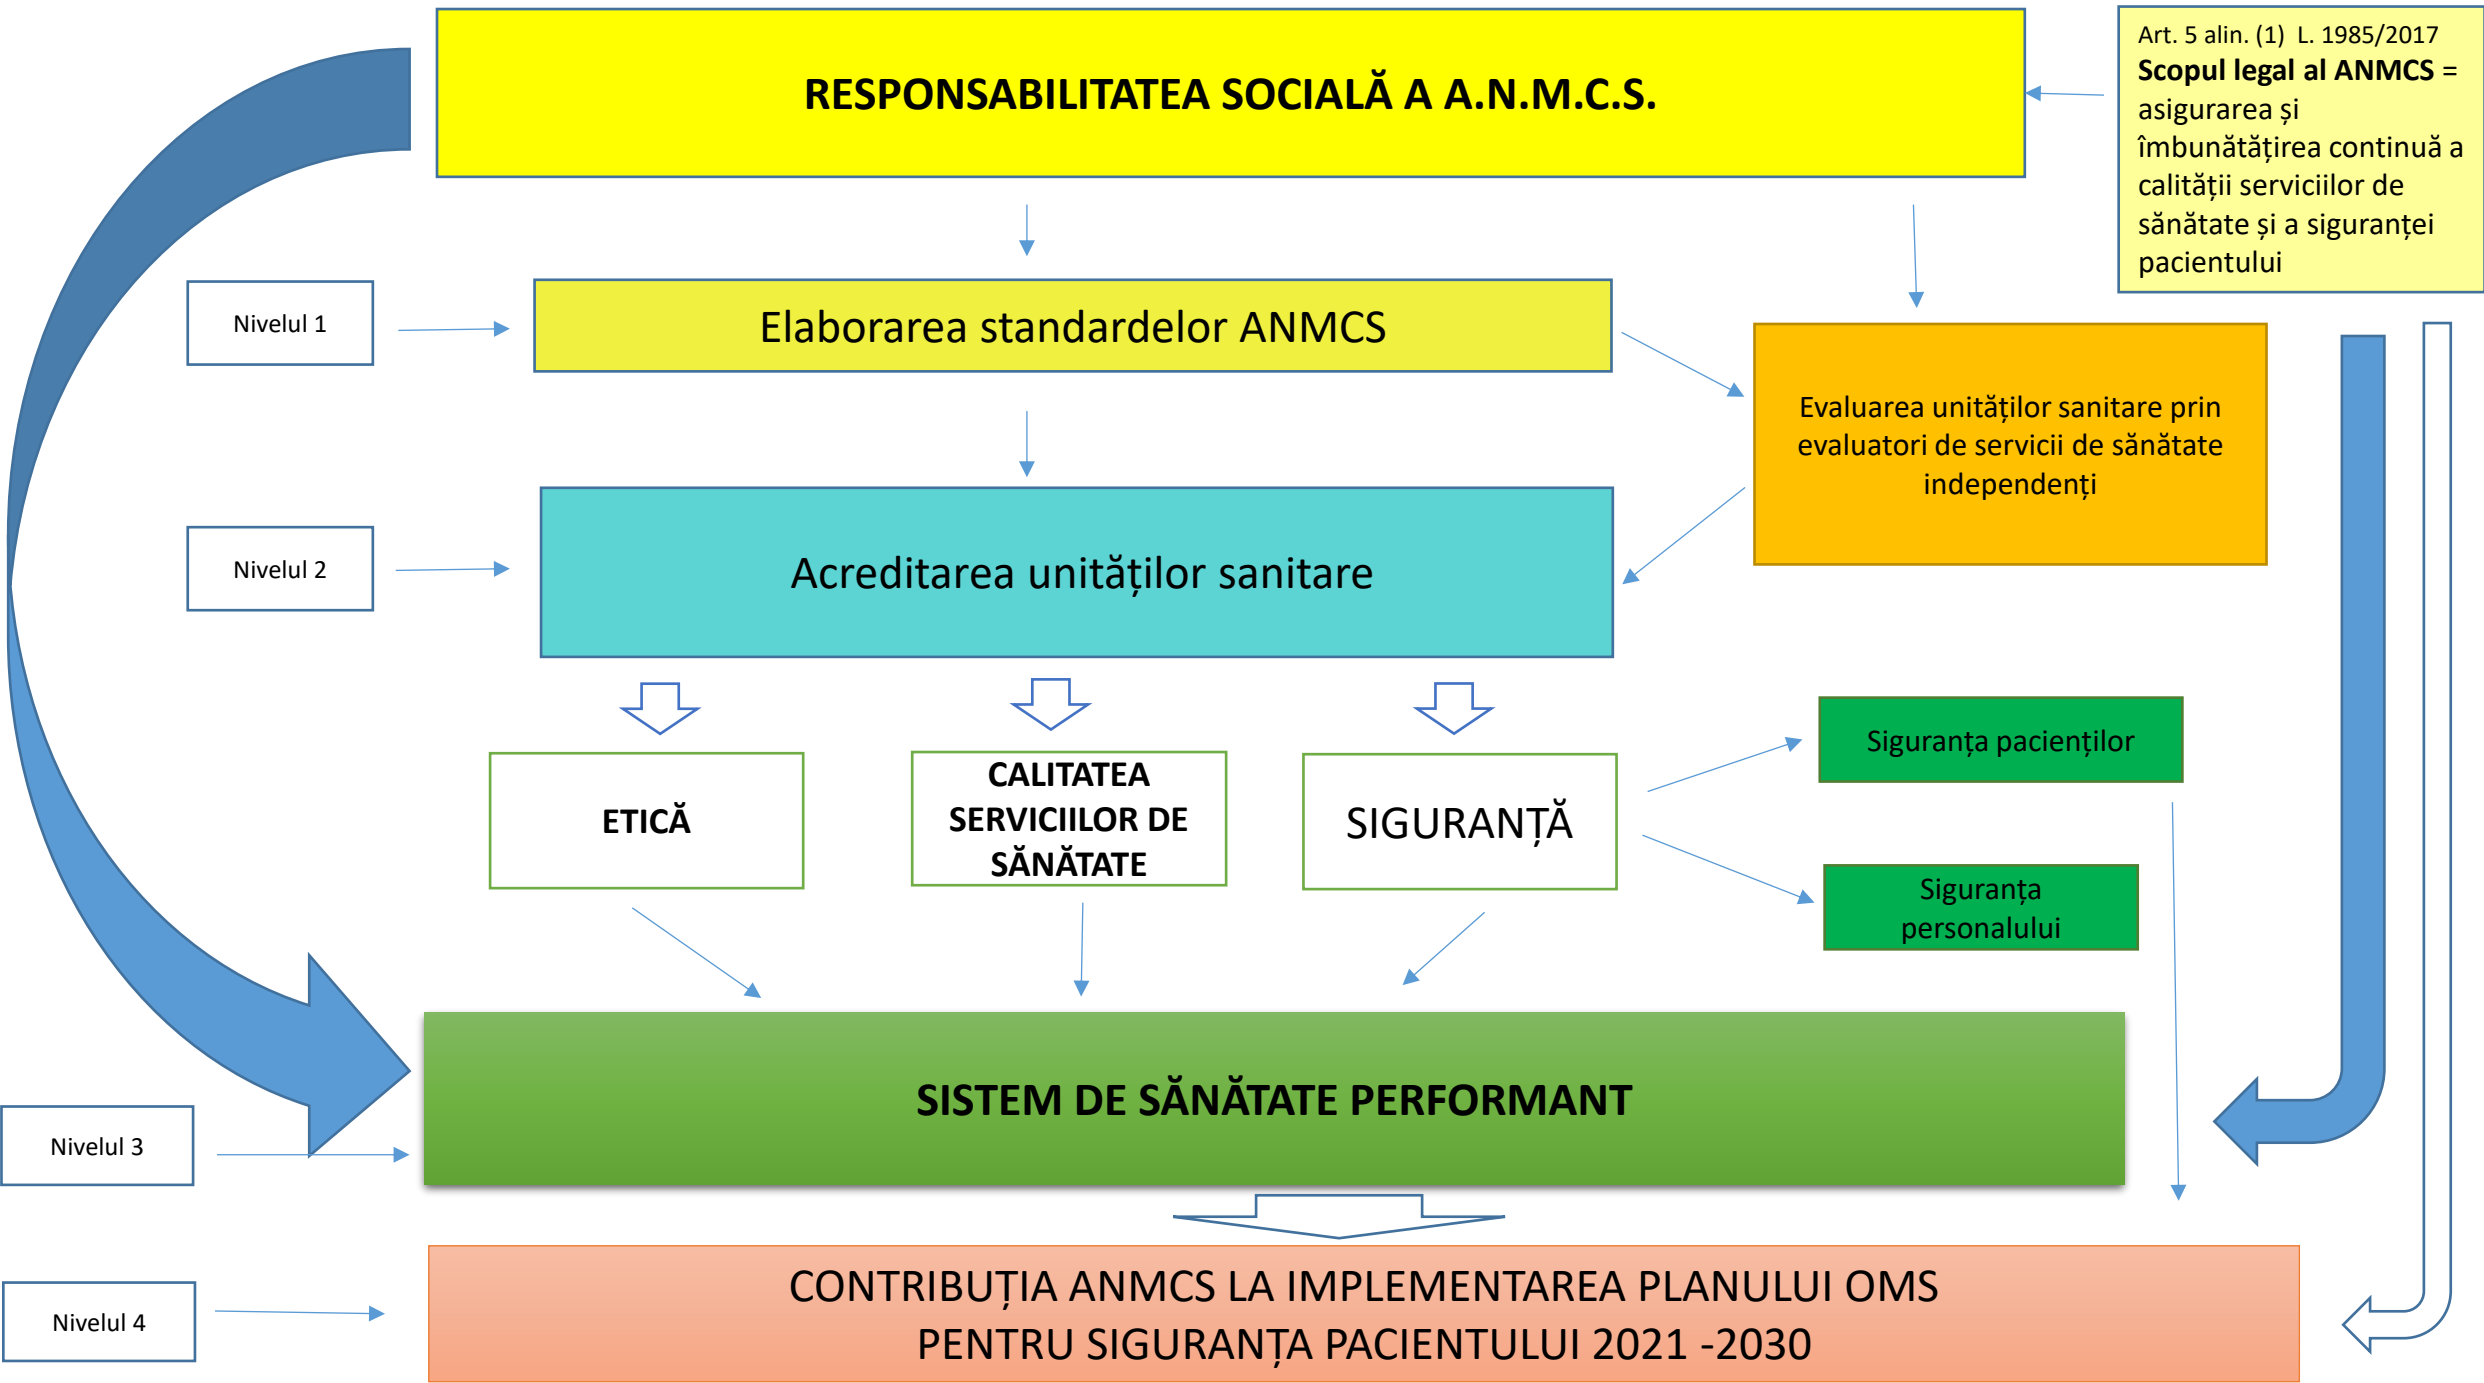 RESPONSABILITATEA SOCIALĂ A A.N.M.C.S.
Art. 5 alin. (1) L. 1985/2017
Scopul legal al ANMCS =
asigurarea și
îmbunătățirea continuă a
calității serviciilor de
sănătate și a siguranței
pacientului
Nivelul 1
Elaborarea standardelor ANMCS
Evaluarea unităților sanitare prin
evaluatori de servicii de sănătate
independenți
Nivelul 2
Acreditarea unităților sanitare
ETICĂ
CALITATEA
SERVICIILOR DE
SĂNĂTATE
SIGURANȚĂ
Siguranța pacienților
Siguranța
personalului
SISTEM DE SĂNĂTATE PERFORMANT
Nivelul 3
CONTRIBUȚIA ANMCS LA IMPLEMENTAREA PLANULUI OMS
PENTRU SIGURANȚA PACIENTULUI 2021 -2030
Nivelul 4